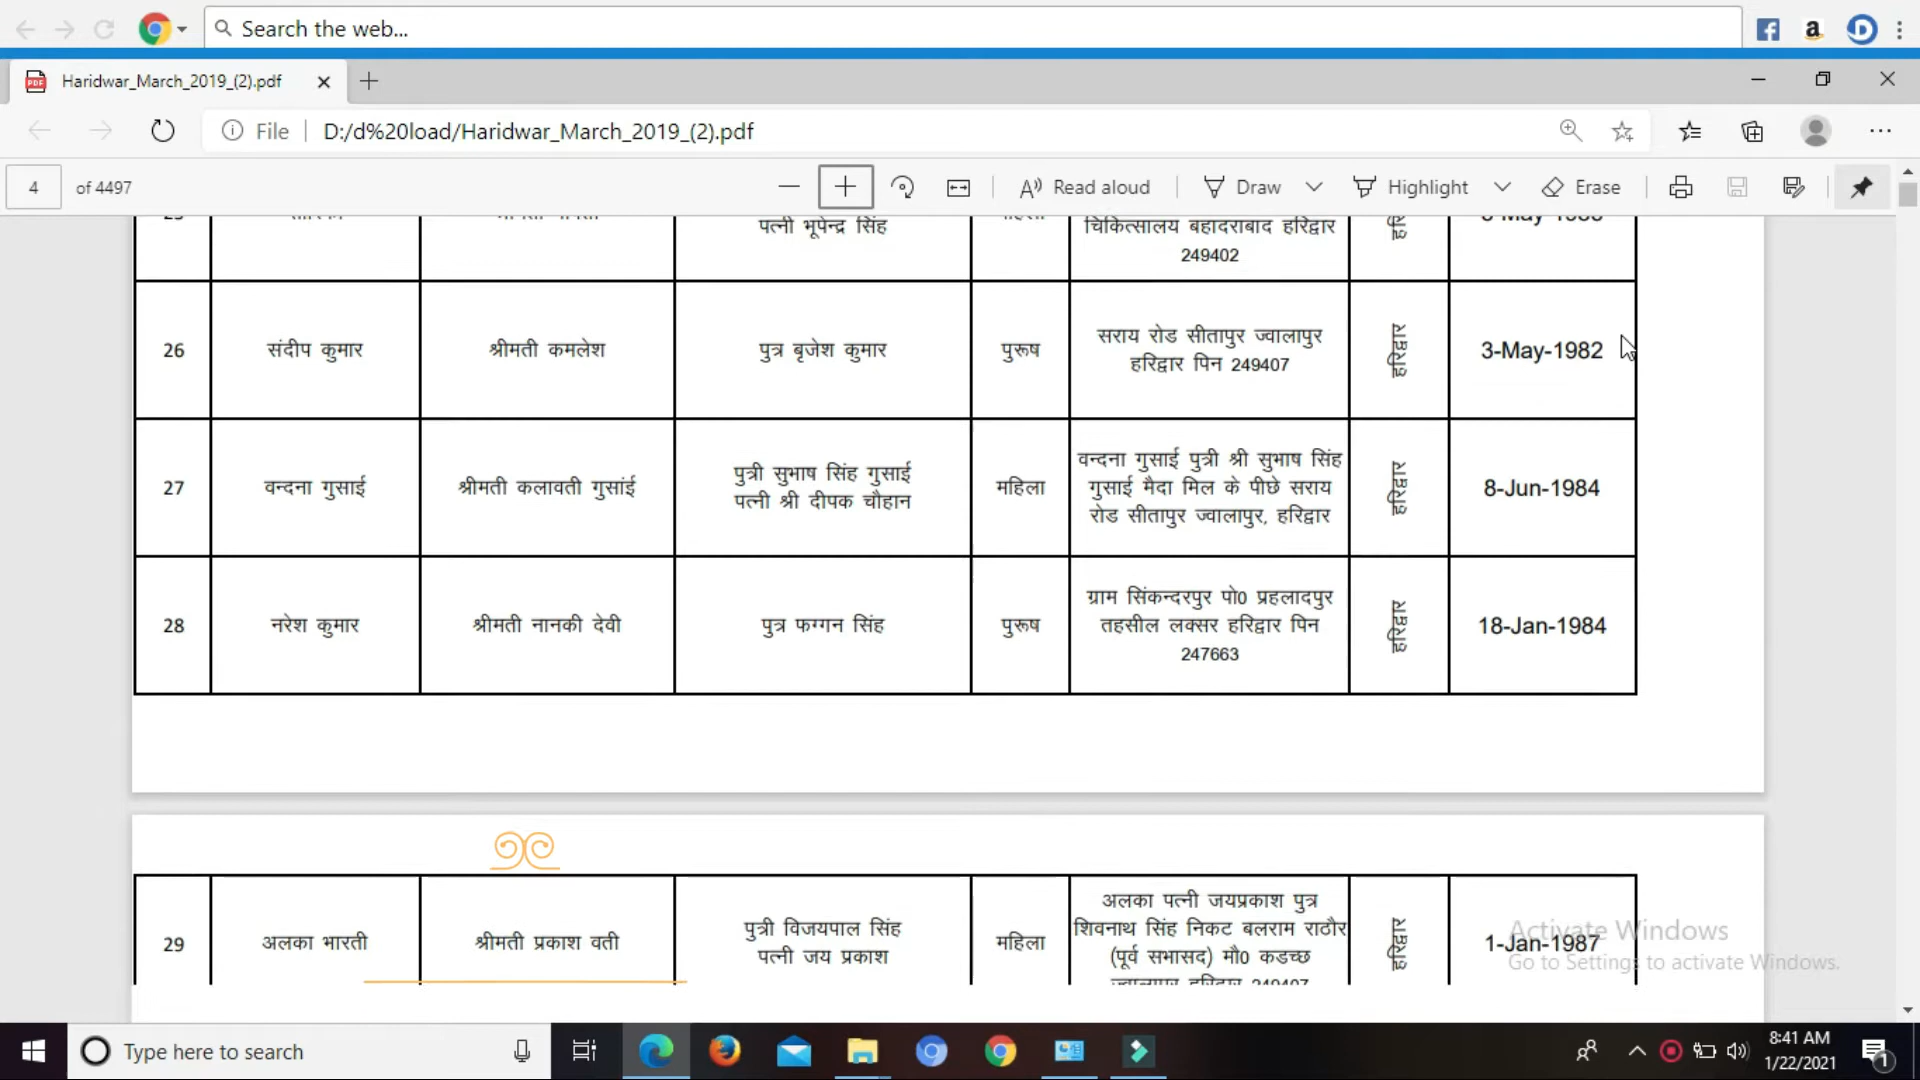 Search the web...
Haridwar_March_2019_(2).pdf
File D:/d%20load/Haridwar_March_2019_(2).pdf
4 of 4497 Read aloud Draw Highlight Erase
पत्नी भूपेन्द्र सिंह
चिकित्सालय बहादराबाद हरिद्वार
249402
26 संदीप कुमार श्रीमती कमलेश पुत्र बृजेश कुमार पुरूष
सराय रोड सीतापुर ज्वालापुर
हरिद्वार पिन 249407
हरिद्वार 3-May-1982
27 वन्दना गुसाई श्रीमती कलावती गुसांई
पुत्री सुभाष सिंह गुसाई
पत्नी श्री दीपक चौहान
महिला
वन्दना गुसाई पुत्री श्री सुभाष सिंह
गुसाई मैदा मिल के पीछे सराय
रोड सीतापुर ज्वालापुर, हरिद्वार
हरिद्वार 8-Jun-1984
28 नरेश कुमार श्रीमती नानकी देवी पुत्र फग्गन सिंह पुरूष
ग्राम सिंकन्दरपुर पो0 प्रहलादपुर
तहसील लक्सर हरिद्वार पिन
247663
हरिद्वार 18-Jan-1984
29 अलका भारती श्रीमती प्रकाश वती
पुत्री विजयपाल सिंह
पत्नी जय प्रकाश
महिला
अलका पत्नी जयप्रकाश पुत्र
शिवनाथ सिंह निकट बलराम राठौर
(पूर्व सभासद) मौ0 कडच्छ
हरिद्वार 1-Jan-1987
Activate Windows
Go to Settings to activate Windows.
Type here to search
8:41 AM
1/22/2021
1